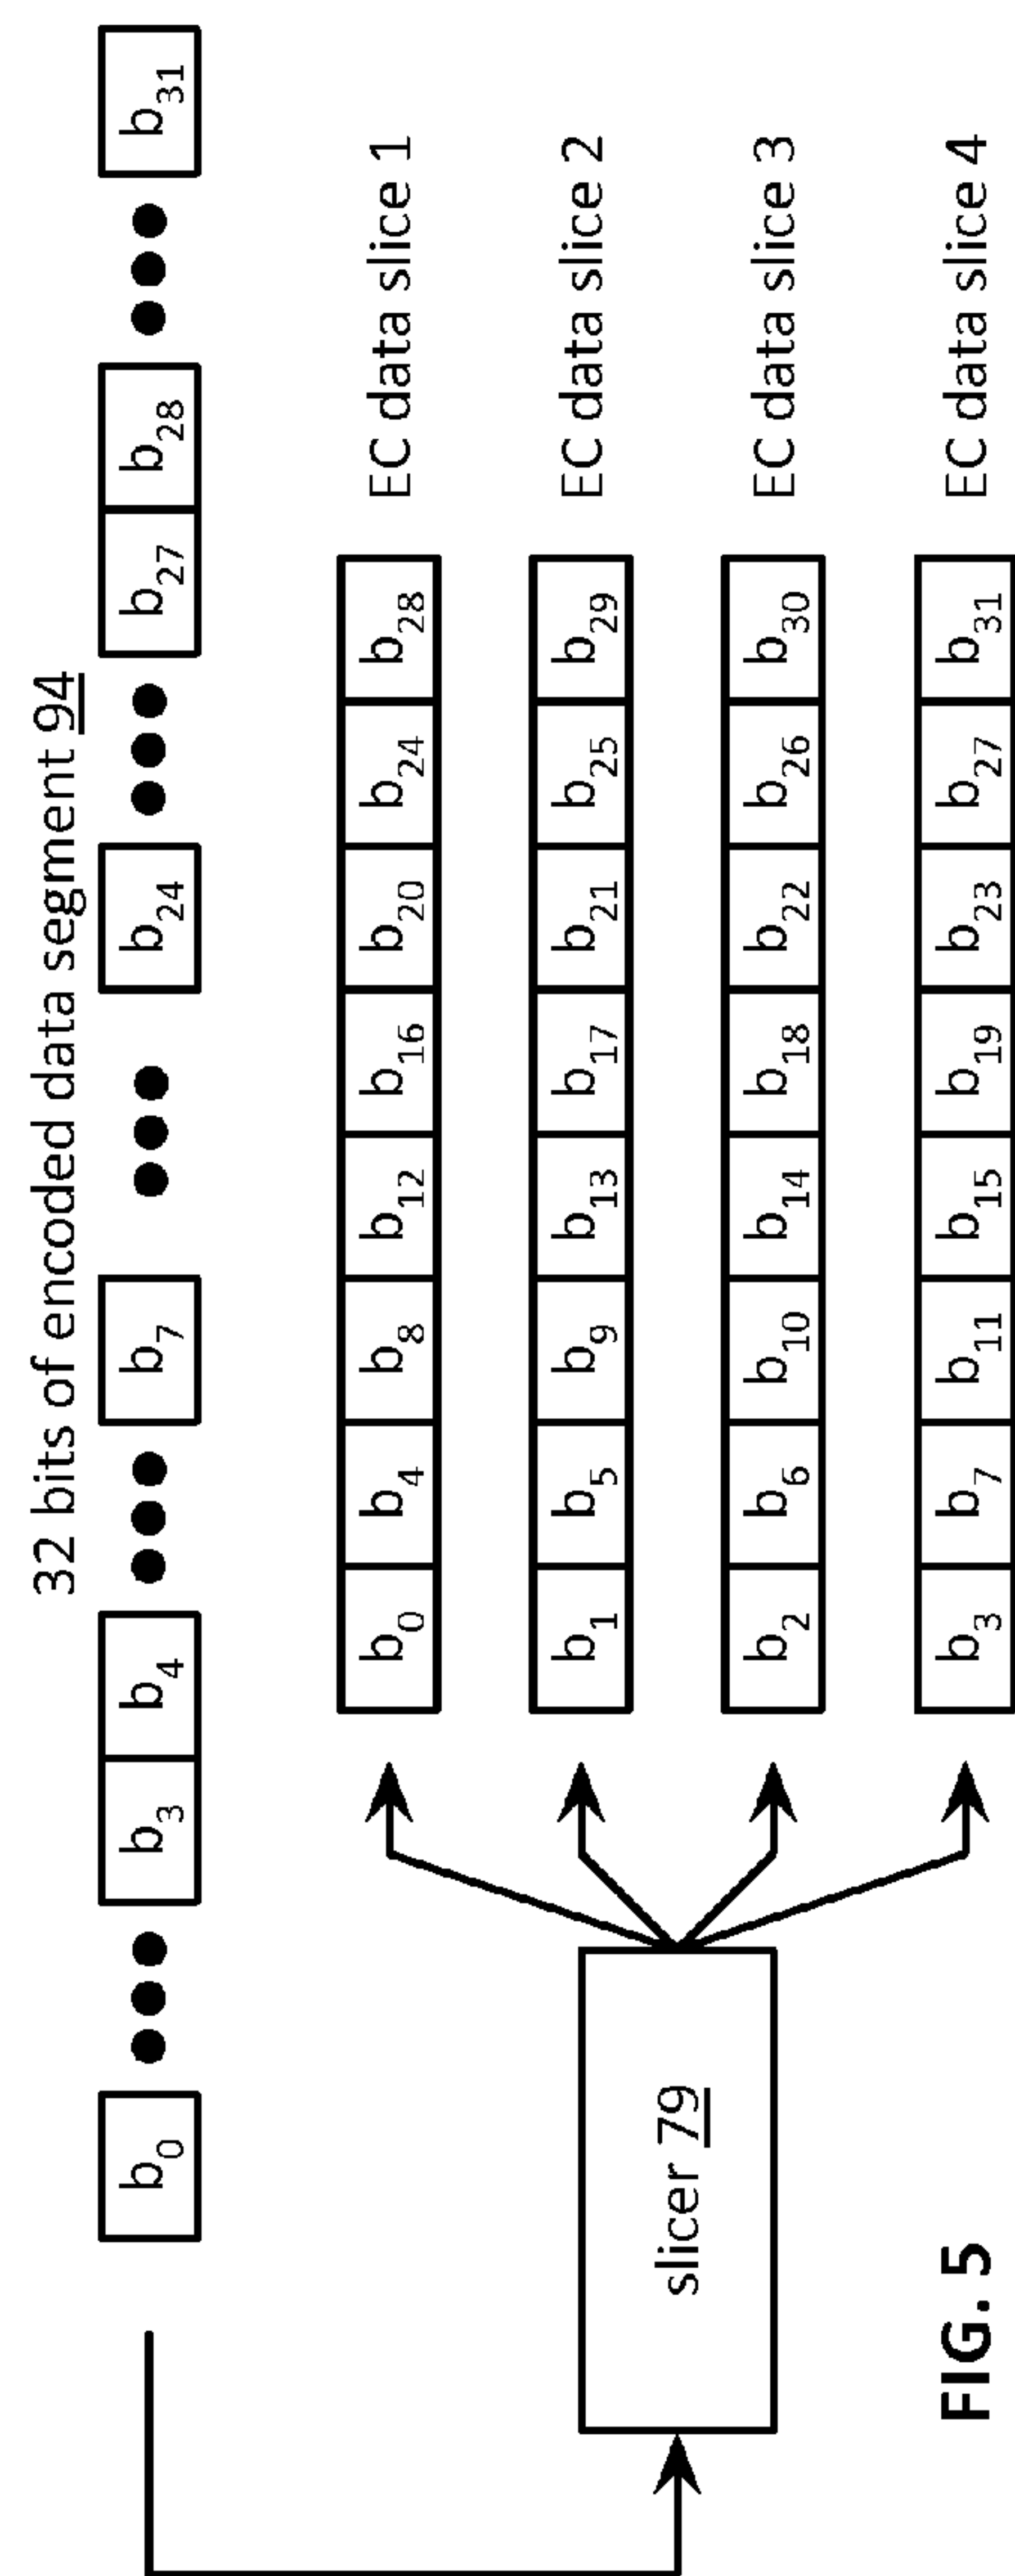 32 bits of encoded data segment 94
b0 ••• b3 b4 ••• b7 ••• b24 ••• b27 b28 ••• b31
b0 b4 b8 b12 b16 b20 b24 b28 EC data slice 1
b1 b5 b9 b13 b17 b21 b25 b29 EC data slice 2
slicer 79
b2 b6 b10 b14 b18 b22 b26 b30 EC data slice 3
b3 b7 b11 b15 b19 b23 b27 b31 EC data slice 4
FIG. 5